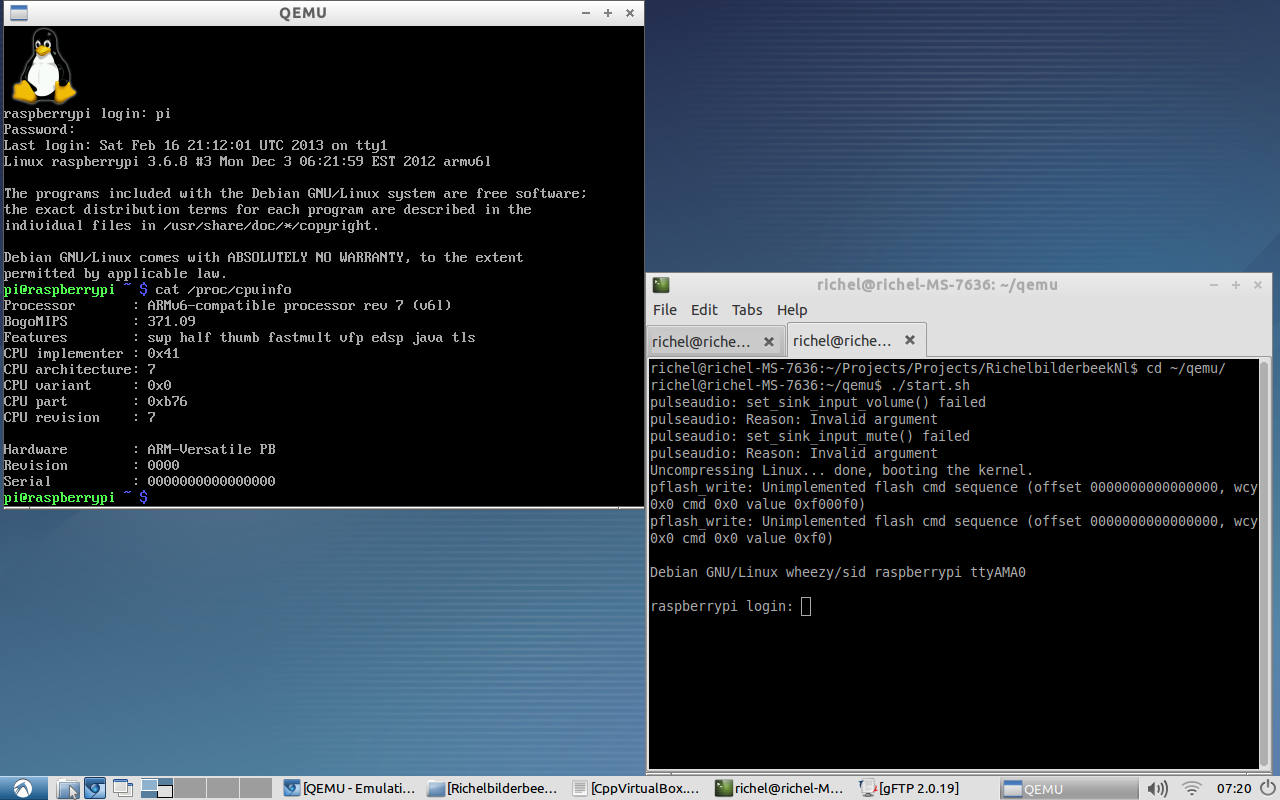 QEMU
raspberrypi login: pi
Password:
Last login: Sat Feb 16 21:12:01 UTC 2013 on tty1
Linux raspberrypi 3.6.8 #3 Mon Dec 3 06:21:59 EST 2012 armv6l
The programs included with the Debian GNU/Linux system are free software;
the exact distribution terms for each program are described in the
individual files in /usr/share/doc/*/copyright.
Debian GNU/Linux comes with ABSOLUTELY NO WARRANTY, to the extent
permitted by applicable law.
pi@raspberrypi ~ $ cat /proc/cpuinfo
Processor : ARMv6-compatible processor rev 7 (v6l)
BogoMIPS : 371.09
Features : swp half thumb fastmult vfp edsp java tls
CPU implementer : 0x41
CPU architecture: 7
CPU variant : 0x0
CPU part : 0xb76
CPU revision : 7
Hardware : ARM-Versatile PB
Revision : 0000
Serial : 0000000000000000
pi@raspberrypi ~ $
richel@richel-MS-7636: ~/qemu
File Edit Tabs Help
richel@riche... richel@riche...
richel@richel-MS-7636:~/Projects/Projects/RichelbilderbeekNl$ cd ~/qemu/
richel@richel-MS-7636:~/qemu$ ./start.sh
pulseaudio: set_sink_input_volume() failed
pulseaudio: Reason: Invalid argument
pulseaudio: set_sink_input_mute() failed
pulseaudio: Reason: Invalid argument
Uncompressing Linux... done, booting the kernel.
pflash_write: Unimplemented flash cmd sequence (offset 0000000000000000, wcy
0x0 cmd 0x0 value 0xf000f0)
pflash_write: Unimplemented flash cmd sequence (offset 0000000000000000, wcy
0x0 cmd 0x0 value 0xf0)
Debian GNU/Linux wheezy/sid raspberrypi ttyAMA0
raspberrypi login:
[QEMU - Emulati... [Richelbilderbee... [CppVirtualBox.... richel@richel-M... [gFTP 2.0.19] QEMU 07:20